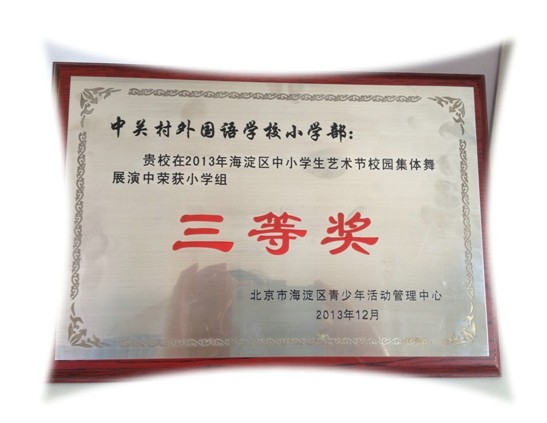 中关村外国语学校小学部：
贵校在2013年海淀区中小学生艺术节校园集体舞
展演中荣获小学组
三等奖
北京市海淀区青少年活动管理中心
2013年12月